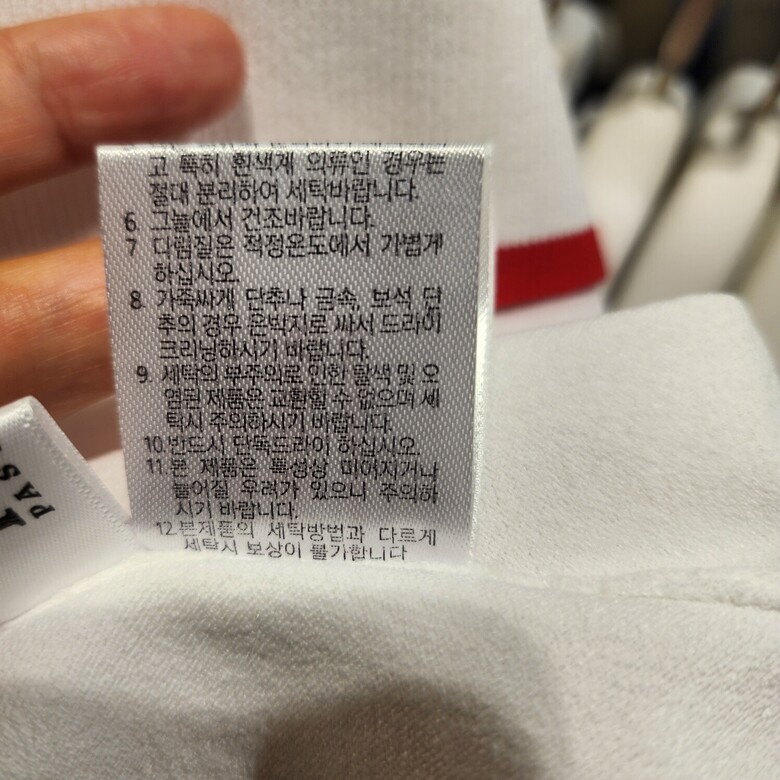 고 특히 흰색계 의류인 경우는
절대 분리하여 세탁바랍니다.
6. 그늘에서 건조바랍니다.
7 다림질은 적정온도에서 가볍게
하십시오.
8. 가죽싸게 단추나 금속, 보석 단
추의 경우 은박지로 싸서 드라이
크리닝하시기 바랍니다.
9. 세탁의 부주의로 인한 탈색 및 오
염된 제품은 교환할 수 없으며 세
탁시 주의하시기 바랍니다.
10. 반드시 단독드라이 하십시오.
11. 본 제품은 특성상 미어지거나
늘어질 우려가 있으니 주의하
시기 바랍니다.
12. 본제품의 세탁방법과 다르게
세탁시 보상이 불가합니다
PAS